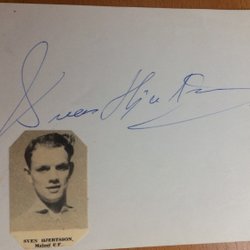 Sven Hjertsson
SVEN HJERTSSON,
Malmö F F.